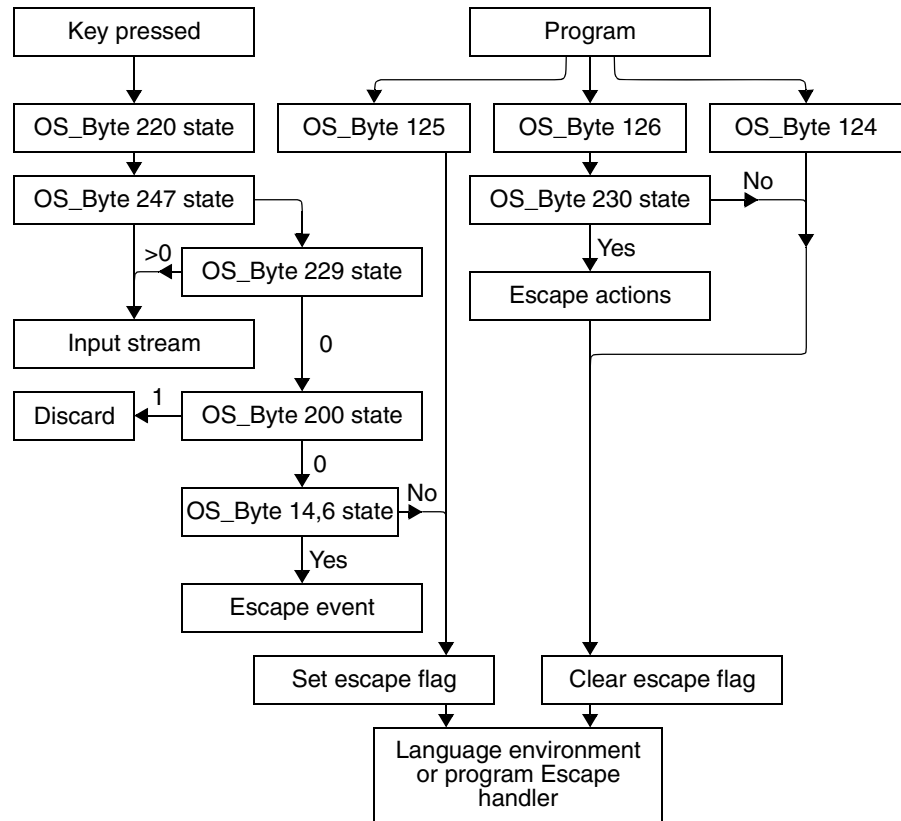 Key pressed
Program
OS_Byte 220 state
OS_Byte 125
OS_Byte 126
OS_Byte 124
OS_Byte 247 state
OS_Byte 230 state
No
>0
OS_Byte 229 state
Yes
Escape actions
Input stream
0
Discard
1
OS_Byte 200 state
0
OS_Byte 14,6 state
No
Yes
Escape event
Set escape flag
Clear escape flag
Language environment
or program Escape
handler